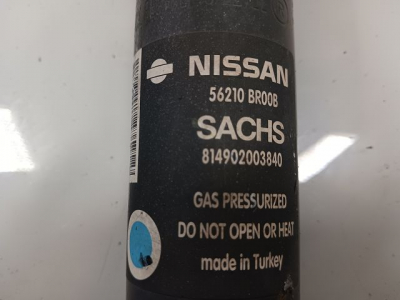 NISSAN
56210 BR00B
SACHS
814902003840
GAS PRESSURIZED
DO NOT OPEN OR HEAT
made in Turkey